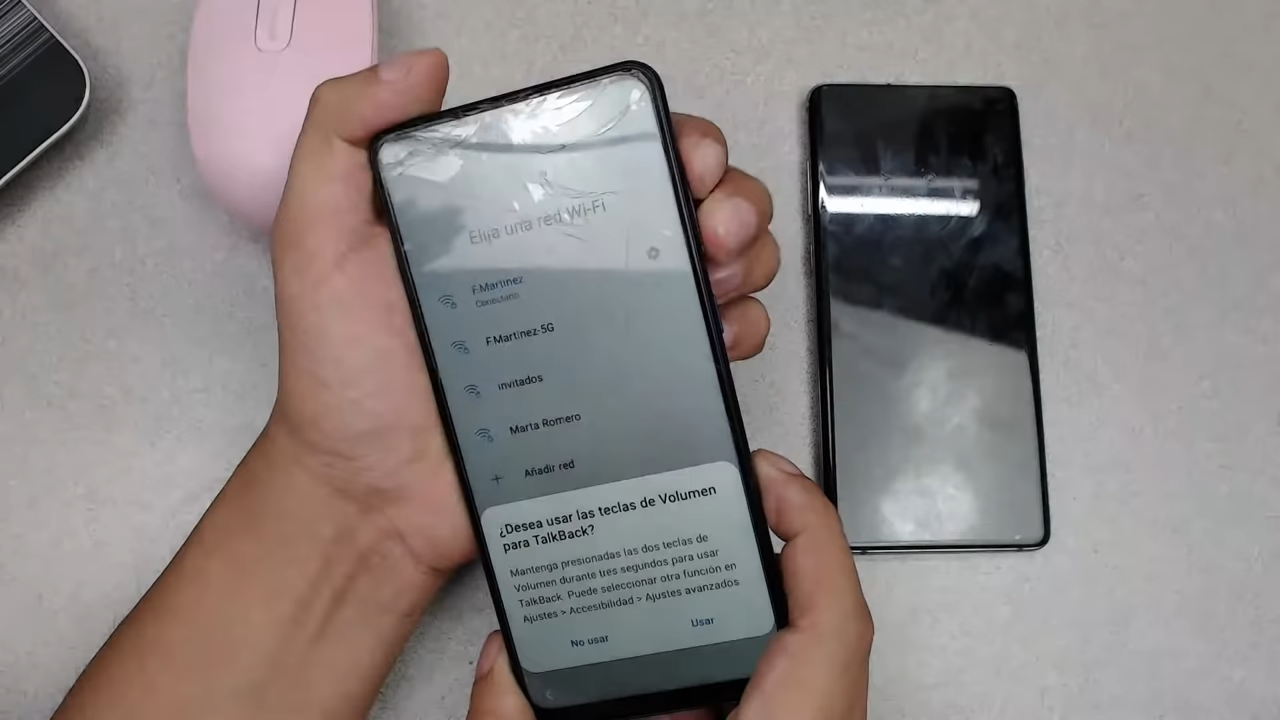 Elija una red Wi-Fi
F.Martinez
Conectado
F.Martinez-5G
invitados
Marta Romero
Añadir red
¿Desea usar las teclas de Volumen
para TalkBack?
Mantenga presionadas las dos teclas de
Volumen durante tres segundos para usar
TalkBack. Puede seleccionar otra función en
Ajustes > Accesibilidad > Ajustes avanzados
No usar
Usar